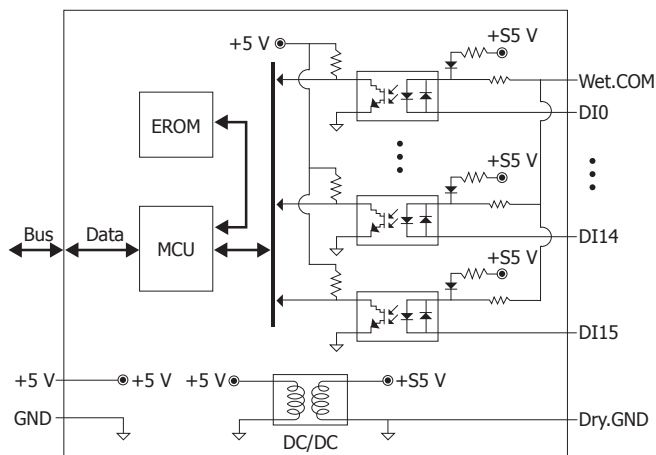 +S5 V
+5 V
Wet.COM
EROM
DI0
+S5 V
Bus
Data
MCU
DI14
+S5 V
DI15
+5 V
+5 V
+5 V
+S5 V
GND
Dry.GND
DC/DC